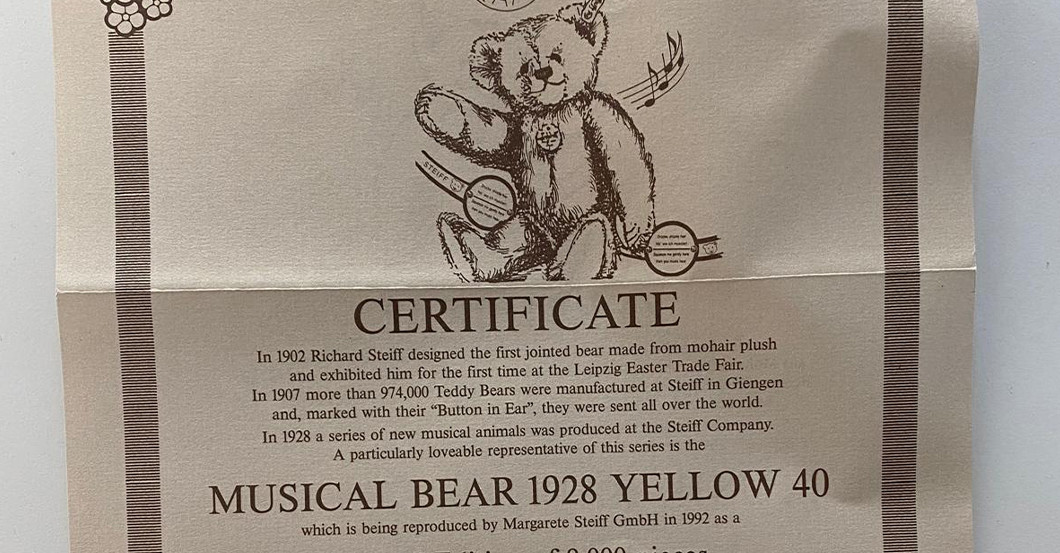 STEIFF
CERTIFICATE
In 1902 Richard Steiff designed the first jointed bear made from mohair plush
and exhibited him for the first time at the Leipzig Easter Trade Fair.
In 1907 more than 974,000 Teddy Bears were manufactured at Steiff in Giengen
and, marked with their “Button in Ear”, they were sent all over the world.
In 1928 a series of new musical animals was produced at the Steiff Company.
A particularly loveable representative of this series is the
MUSICAL BEAR 1928 YELLOW 40
which is being reproduced by Margarete Steiff GmbH in 1992 as a